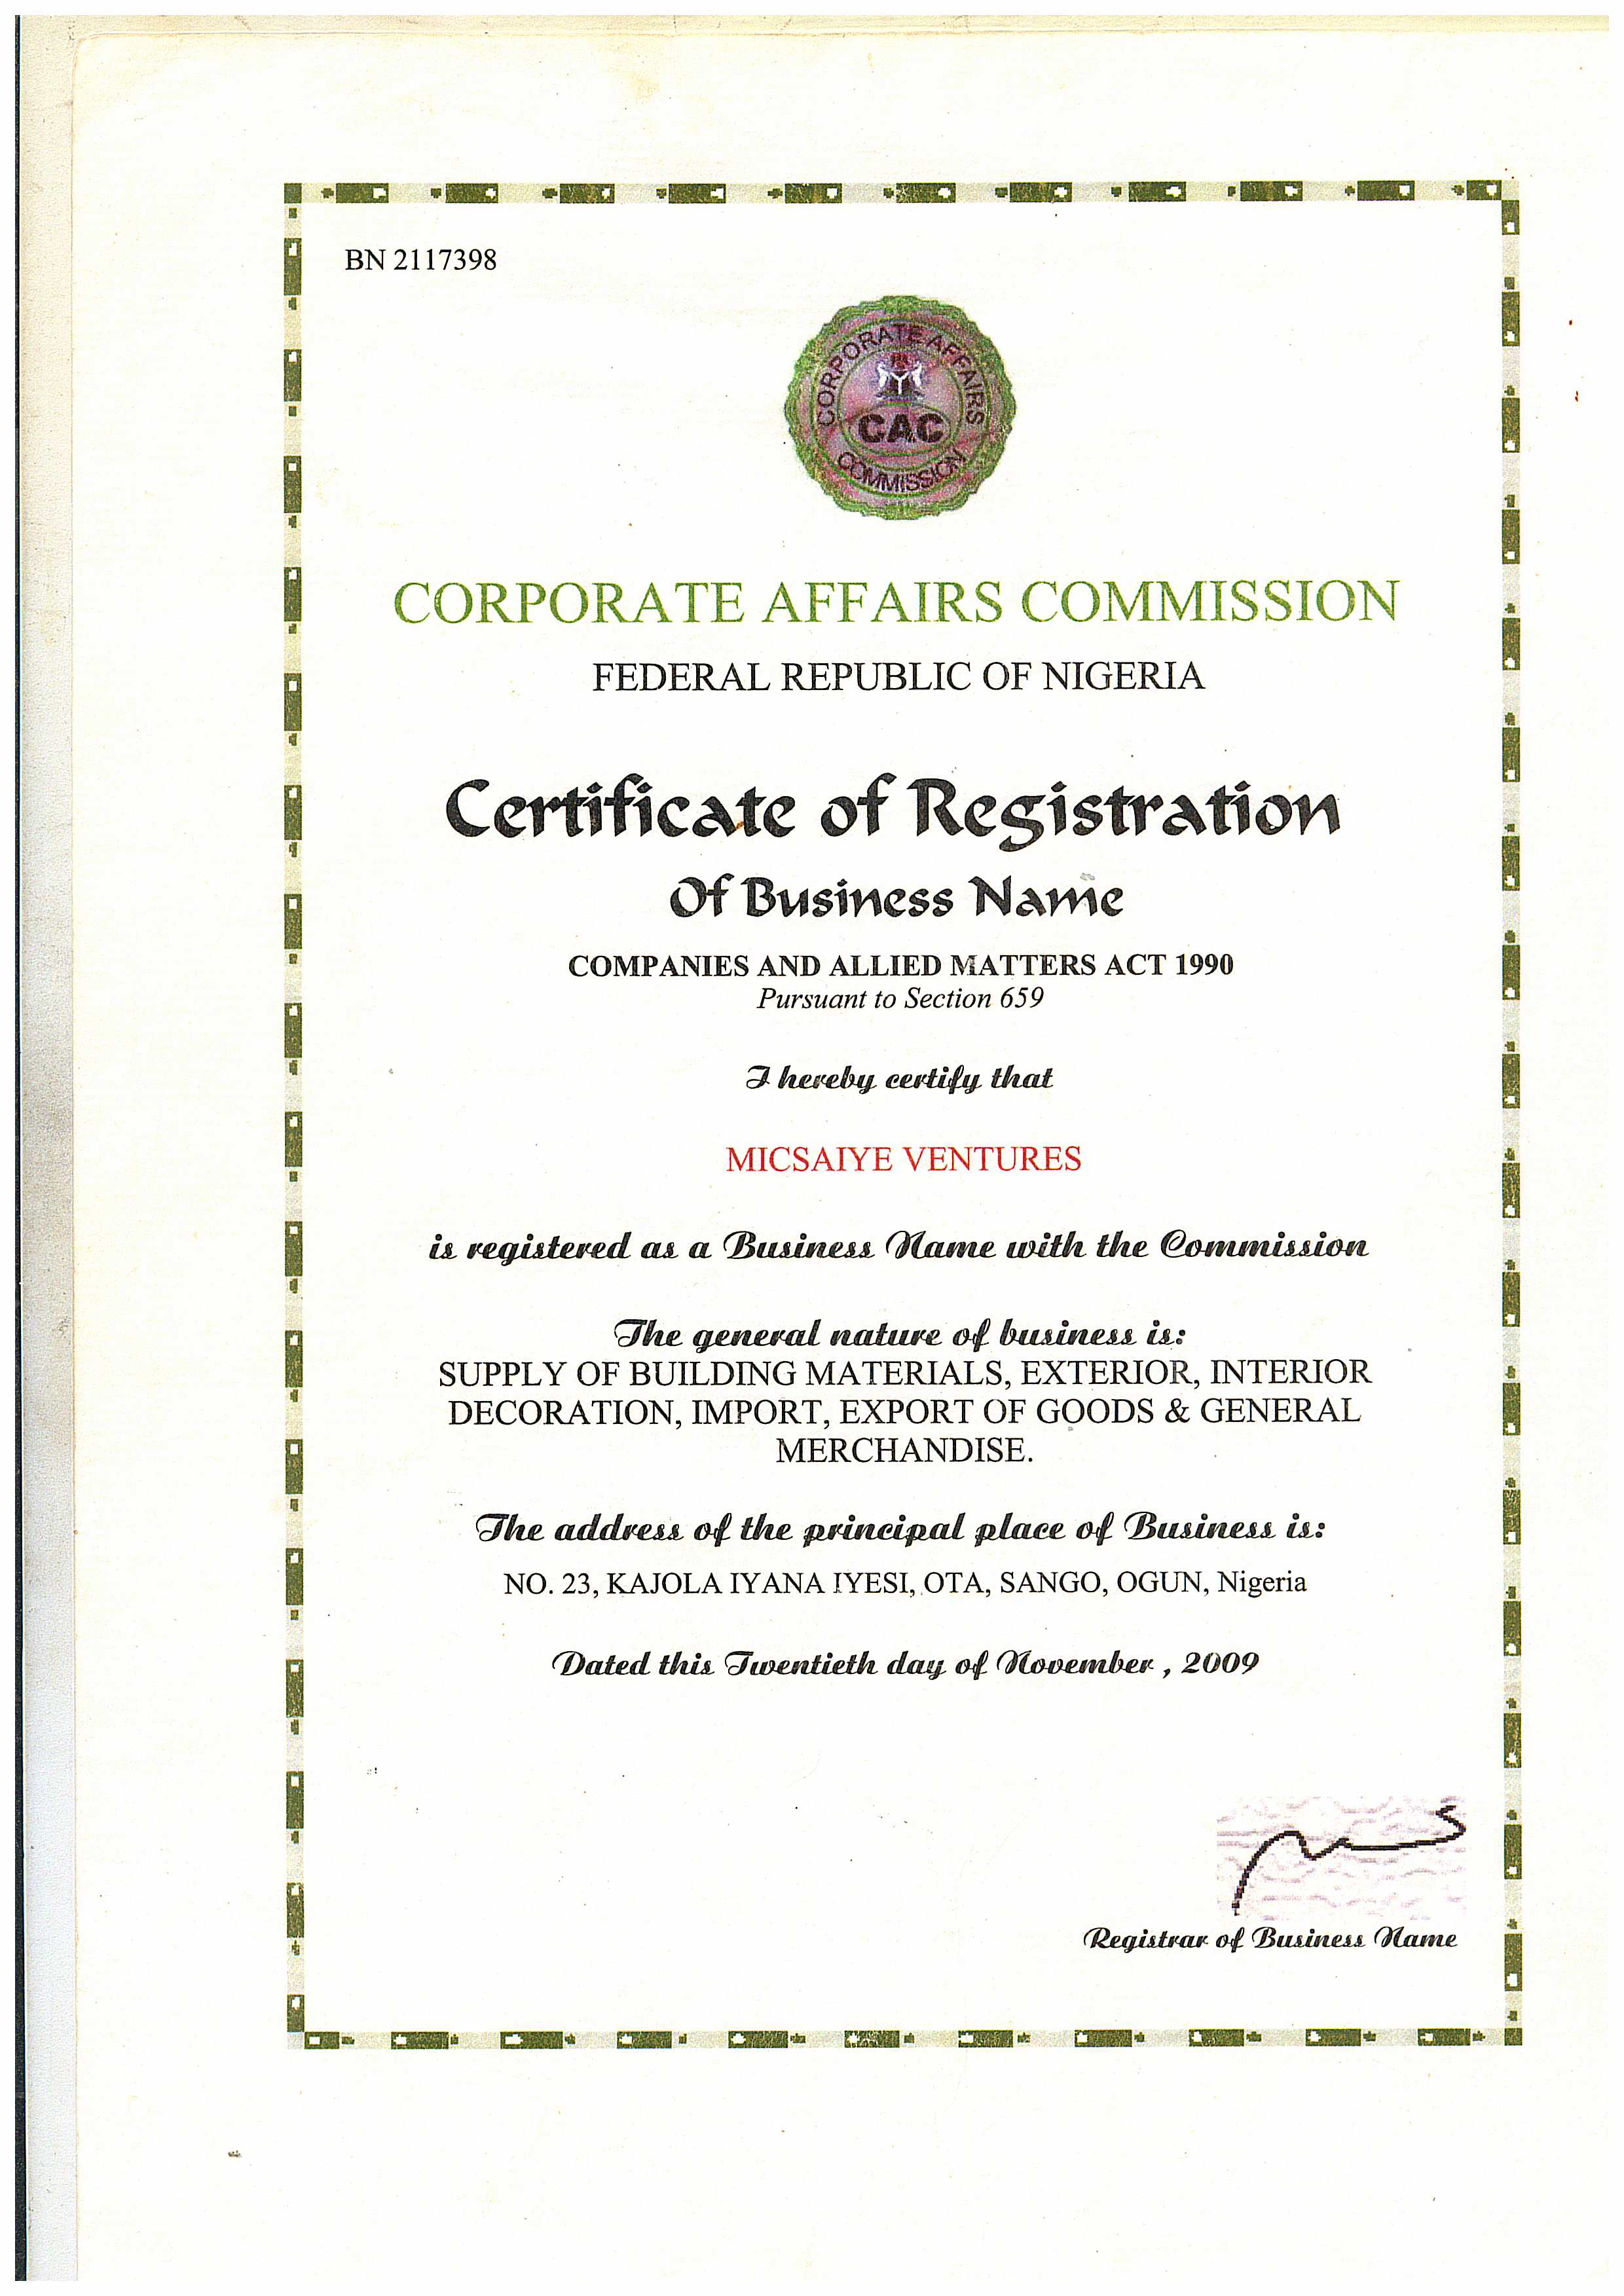 BN 2117398
CORPORATE AFFAIRS
CAC
COMMISSION
CORPORATE AFFAIRS COMMISSION
FEDERAL REPUBLIC OF NIGERIA
Certificate of Registration
Of Business Name
COMPANIES AND ALLIED MATTERS ACT 1990
Pursuant to Section 659
I hereby certify that
MICSAIYE VENTURES
is registered as a Business Name with the Commission
The general nature of business is:
SUPPLY OF BUILDING MATERIALS, EXTERIOR, INTERIOR
DECORATION, IMPORT, EXPORT OF GOODS & GENERAL
MERCHANDISE.
The address of the principal place of Business is:
NO. 23, KAJOLA IYANA IYESI, OTA, SANGO, OGUN, Nigeria
Dated this Twentieth day of November , 2009
Registrar of Business Name